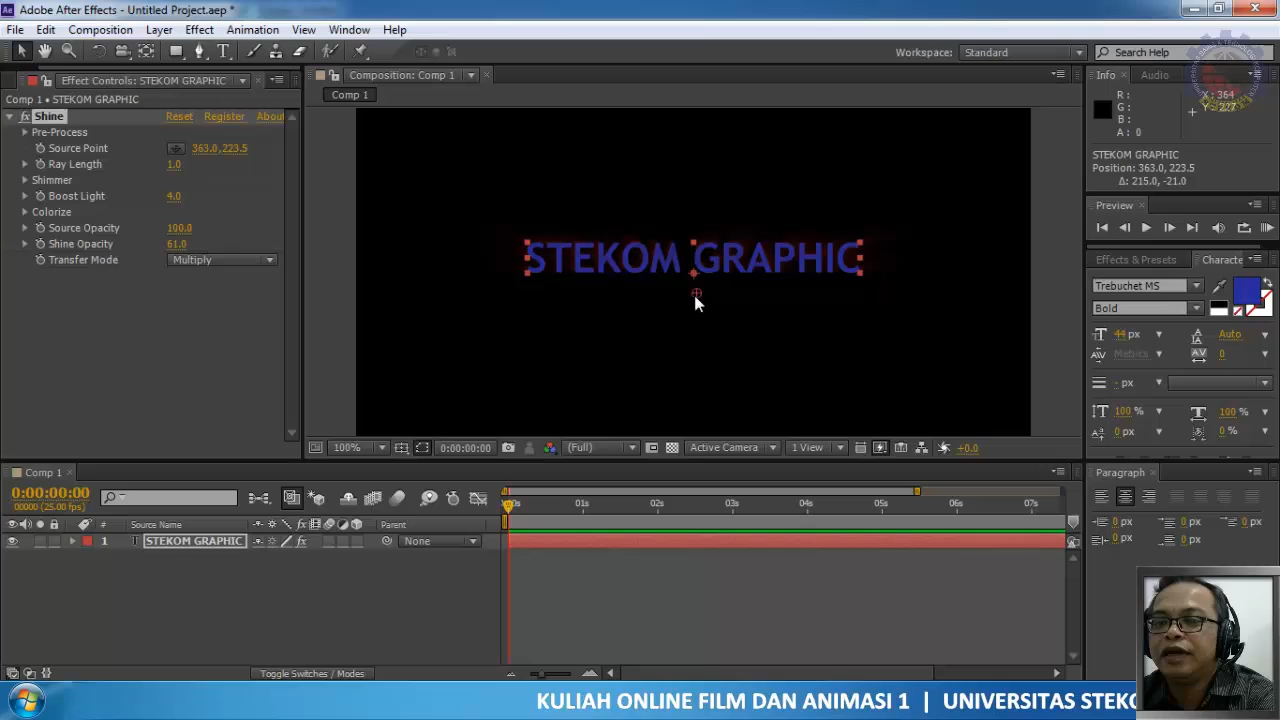 Adobe After Effects - Untitled Project.aep *
File Edit Composition Layer Effect Animation View Window Help
Workspace: Standard Search Help
Effect Controls: STEKOM GRAPHIC
Composition: Comp 1
Info Audio
Comp 1 • STEKOM GRAPHIC
Comp 1
fx Shine Reset Register About
Pre-Process
Source Point 363.0,223.5
Ray Length 1.0
Shimmer
Boost Light 4.0
Colorize
Source Opacity 100.0
Shine Opacity 61.0
Transfer Mode Multiply
STEKOM GRAPHIC
R :
G :
B :
A : 0
X : 364
Y : 227
STEKOM GRAPHIC
Position: 363.0, 223.5
Δ: 215.0, -21.0
Preview
Effects & Presets Characte
Trebuchet MS
Bold
44 px Auto
Metrics 0
- px
100 % 100 %
0 px 0 %
100% 0:00:00:00 (Full) Active Camera 1 View +0.0
Comp 1
0:00:00:00
00000 (25.00 fps)
01s 02s 03s 04s 05s 06s 07s
# Source Name Parent
1 T STEKOM GRAPHIC None
Paragraph
0 px 0 px 0 px
0 px 0 px
Toggle Switches / Modes
KULIAH ONLINE FILM DAN ANIMASI 1 | UNIVERSITAS STEKO